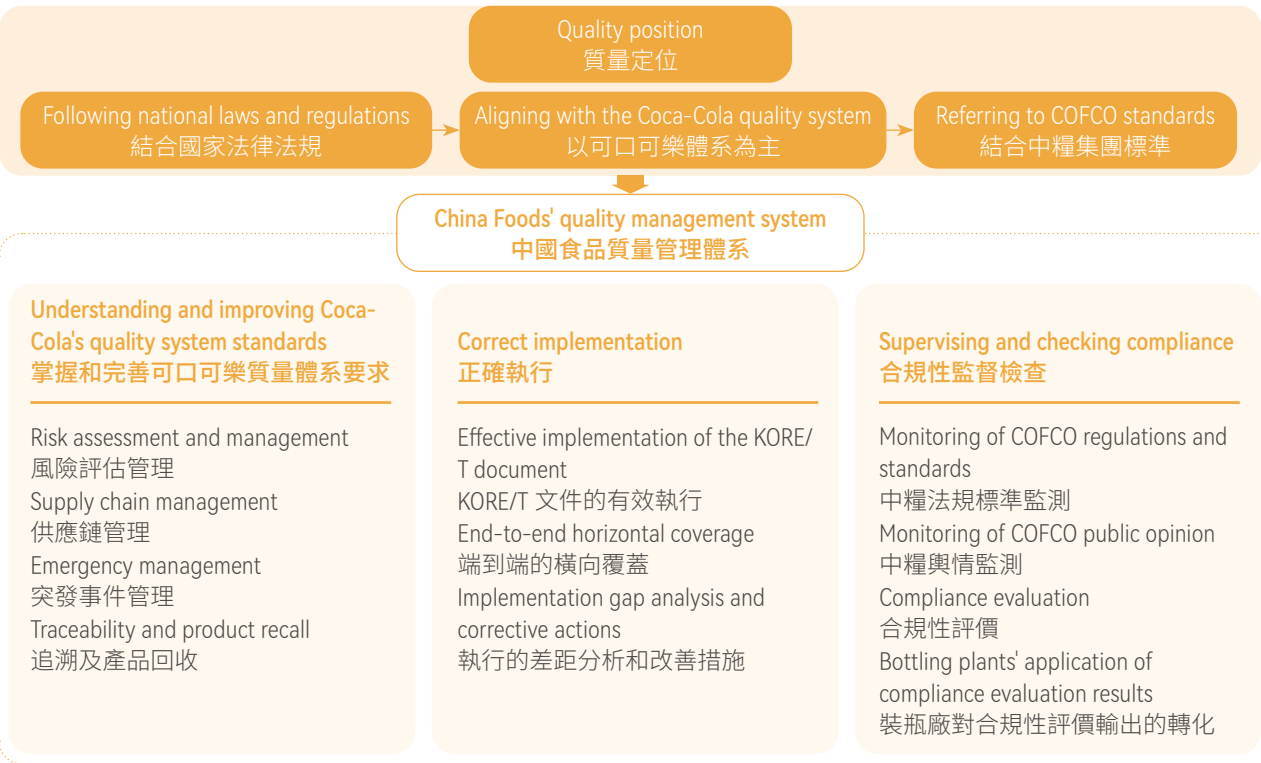 Quality position
質量定位
Following national laws and regulations
結合國家法律法規
Aligning with the Coca-Cola quality system
以可口可樂體系為主
Referring to COFCO standards
結合中糧集團標準
China Foods' quality management system
中國食品質量管理體系
Understanding and improving Coca-
Cola's quality system standards
掌握和完善可口可樂質量體系要求
Risk assessment and management
風險評估管理
Supply chain management
供應鏈管理
Emergency management
突發事件管理
Traceability and product recall
追溯及產品回收
Correct implementation
正確執行
Effective implementation of the KORE/
T document
KORE/T 文件的有效執行
End-to-end horizontal coverage
端到端的橫向覆蓋
Implementation gap analysis and
corrective actions
執行的差距分析和改善措施
Supervising and checking compliance
合規性監督檢查
Monitoring of COFCO regulations and
standards
中糧法規標準監測
Monitoring of COFCO public opinion
中糧輿情監測
Compliance evaluation
合規性評價
Bottling plants' application of
compliance evaluation results
裝瓶廠對合規性評價輸出的轉化